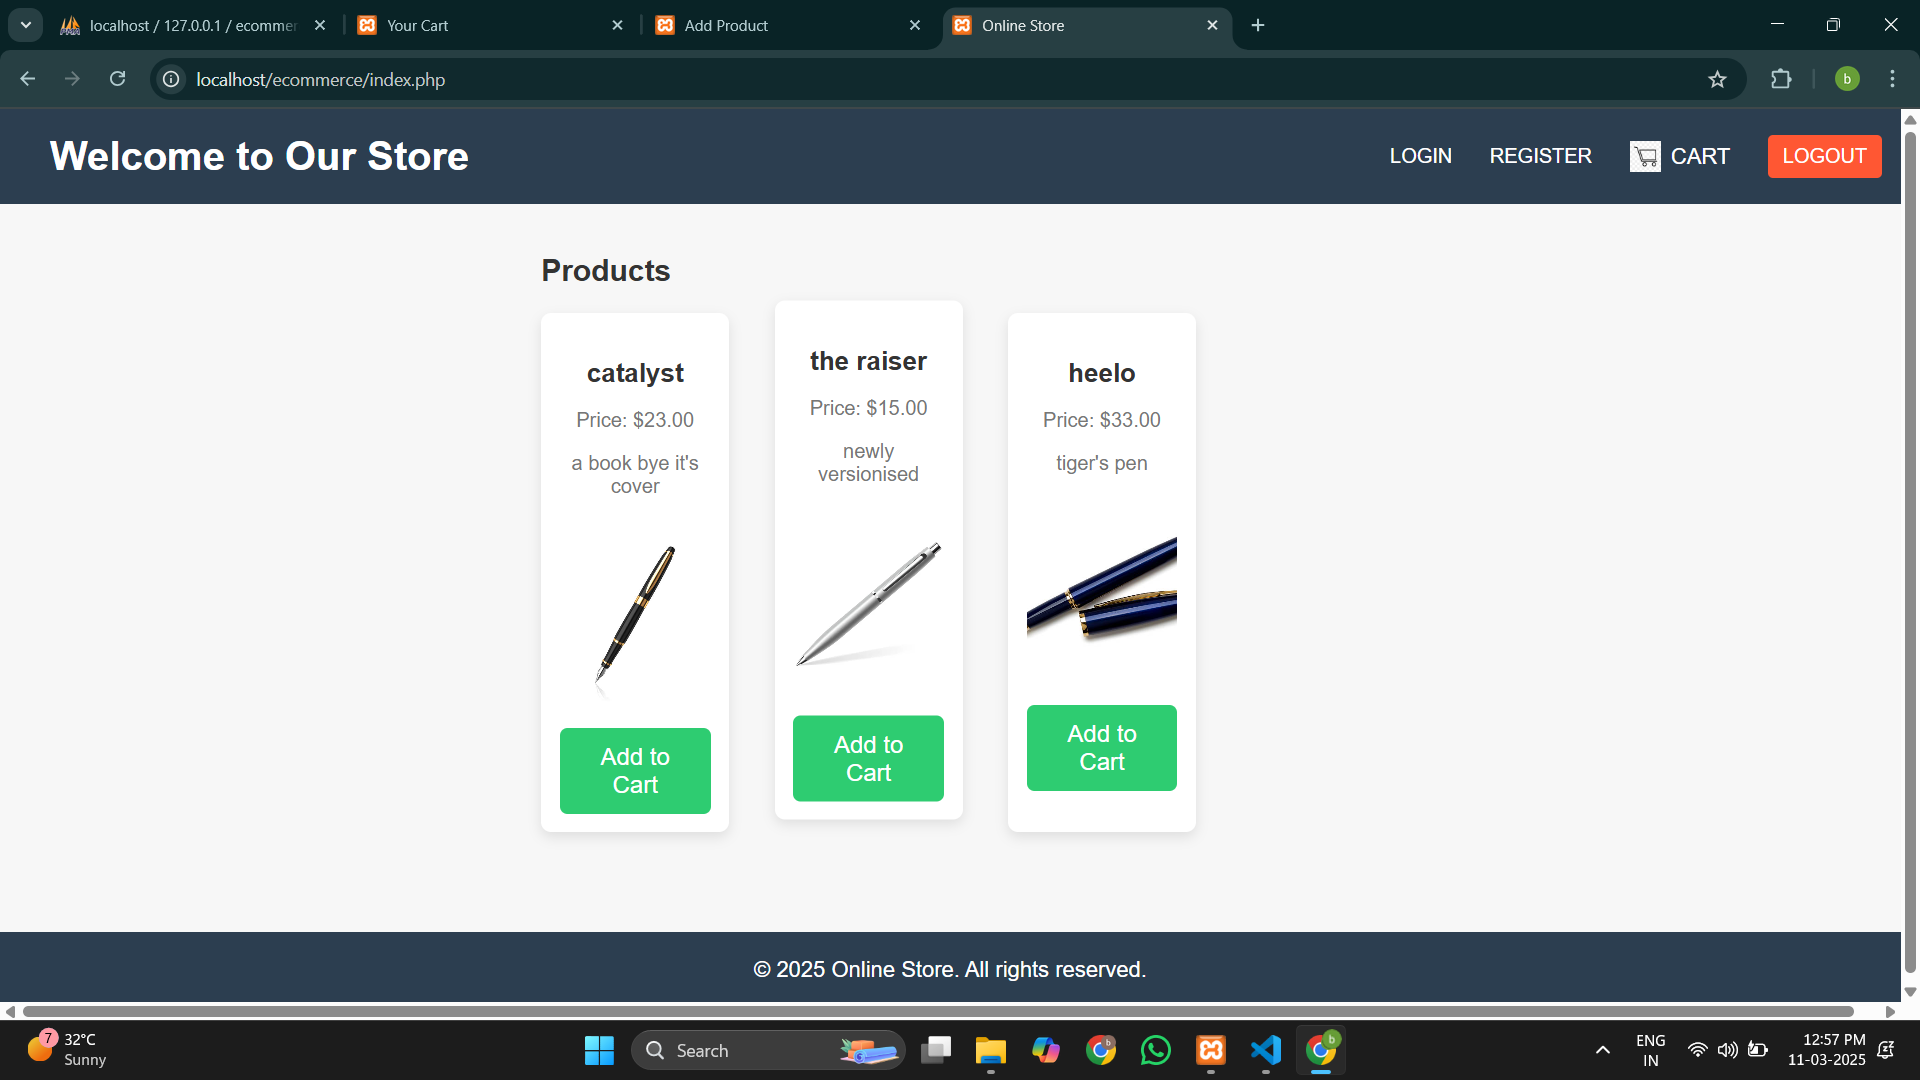 localhost / 127.0.0.1 / ecommer
Your Cart
Add Product
Online Store
localhost/ecommerce/index.php
b
Welcome to Our Store
LOGIN
REGISTER
CART
LOGOUT
Products
catalyst
Price: $23.00
a book bye it's
cover
Add to
Cart
the raiser
Price: $15.00
newly
versionised
Add to
Cart
heelo
Price: $33.00
tiger's pen
Add to
Cart
© 2025 Online Store. All rights reserved.
7
32°C
Sunny
Search
b
b
ENG
IN
12:57 PM
11-03-2025